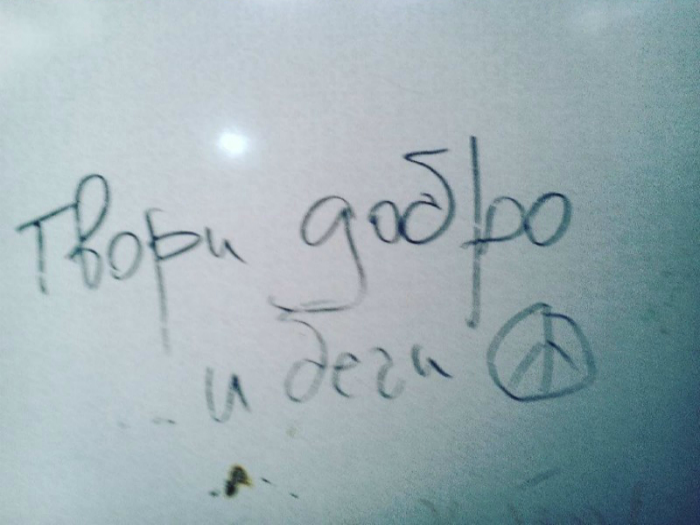 твори добро
... и беги